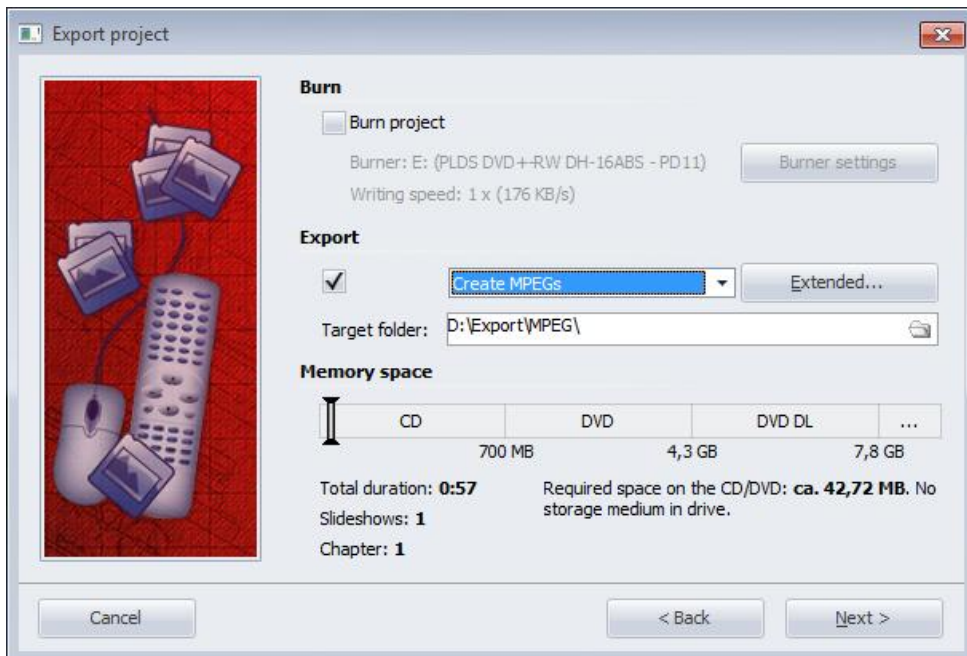 Export project
Burn
Burn project
Burner: E: (PLDS DVD+-RW DH-16ABS - PD11)
Burner settings
Writing speed: 1 x (176 KB/s)
Export
Create MPEGs
Extended...
Target folder:
D:\Export\MPEG\
Memory space
CD
DVD
DVD DL
...
700 MB
4,3 GB
7,8 GB
Total duration: 0:57
Required space on the CD/DVD: ca. 42,72 MB. No
storage medium in drive.
Slideshows: 1
Chapter: 1
Cancel
< Back
Next >